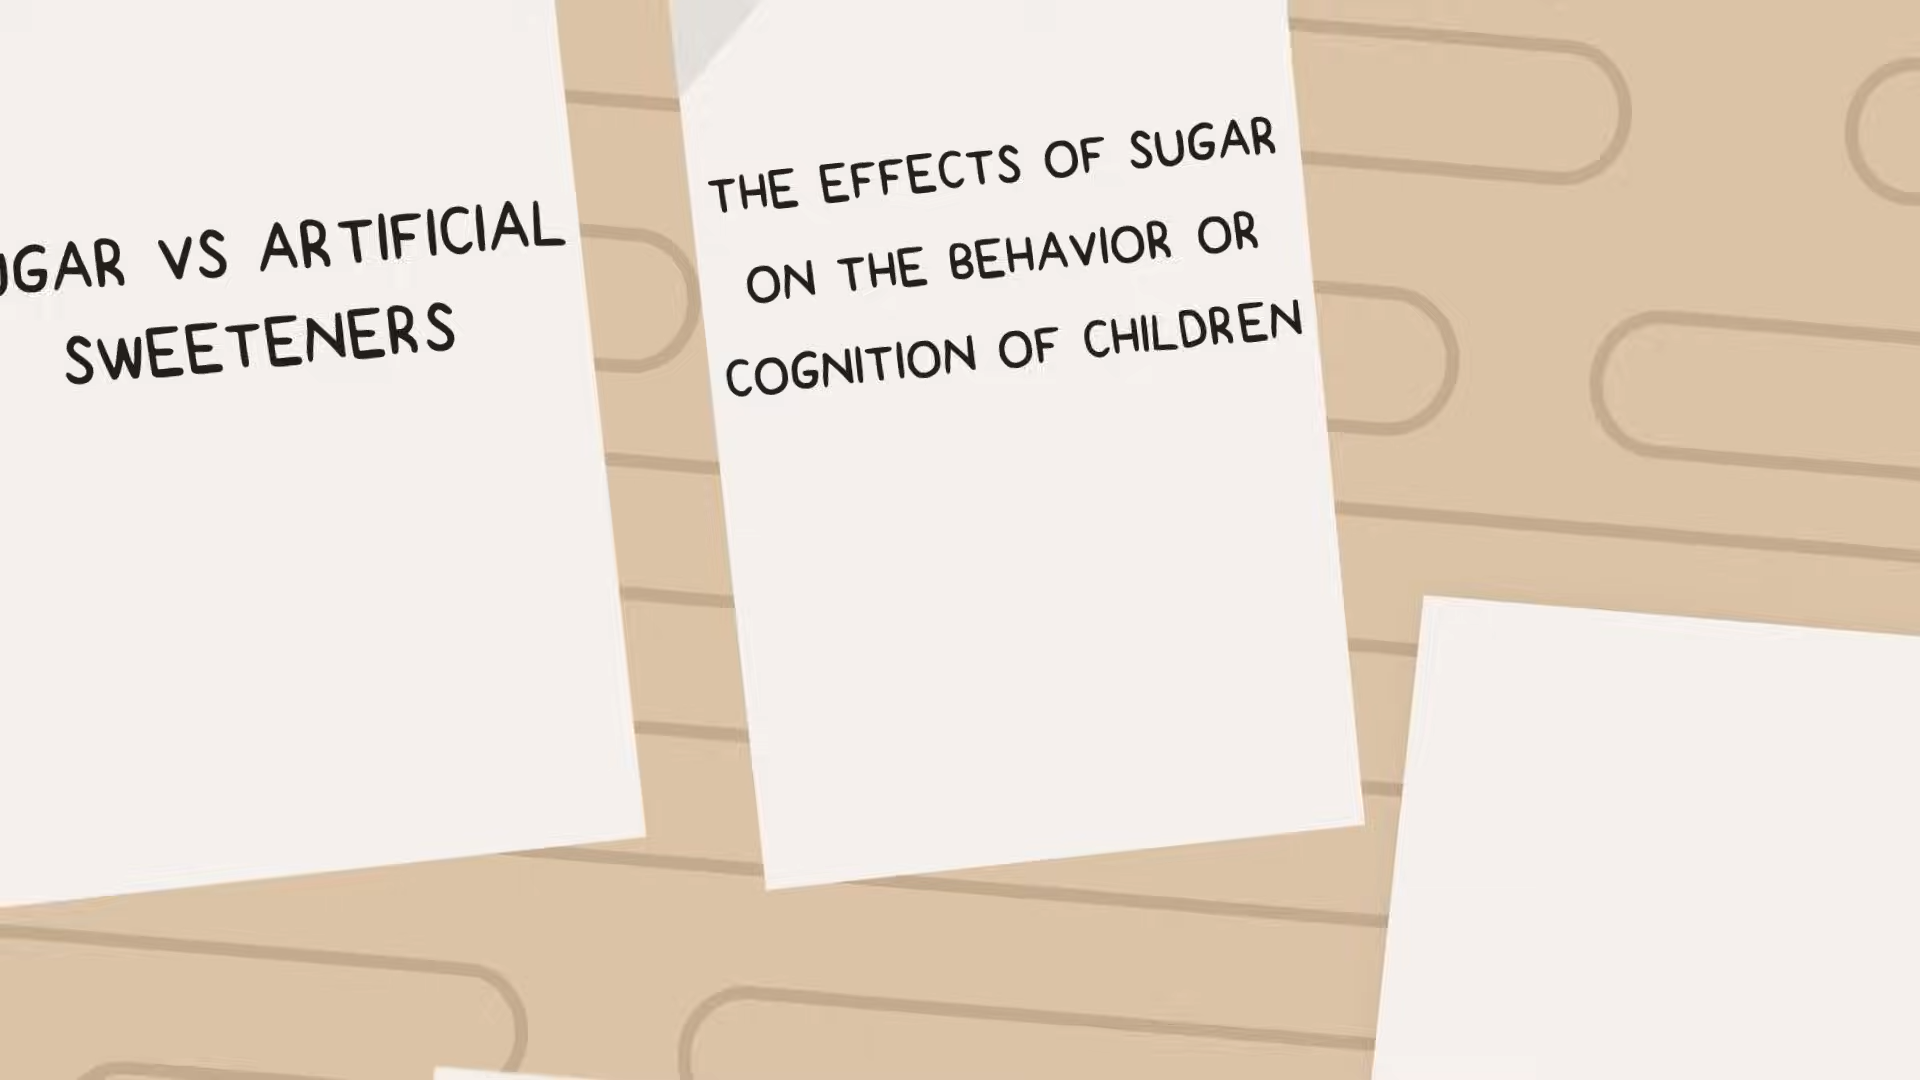 UGAR VS ARTIFICIAL
SWEETENERS
THE EFFECTS OF SUGAR
ON THE BEHAVIOR OR
COGNITION OF CHILDREN